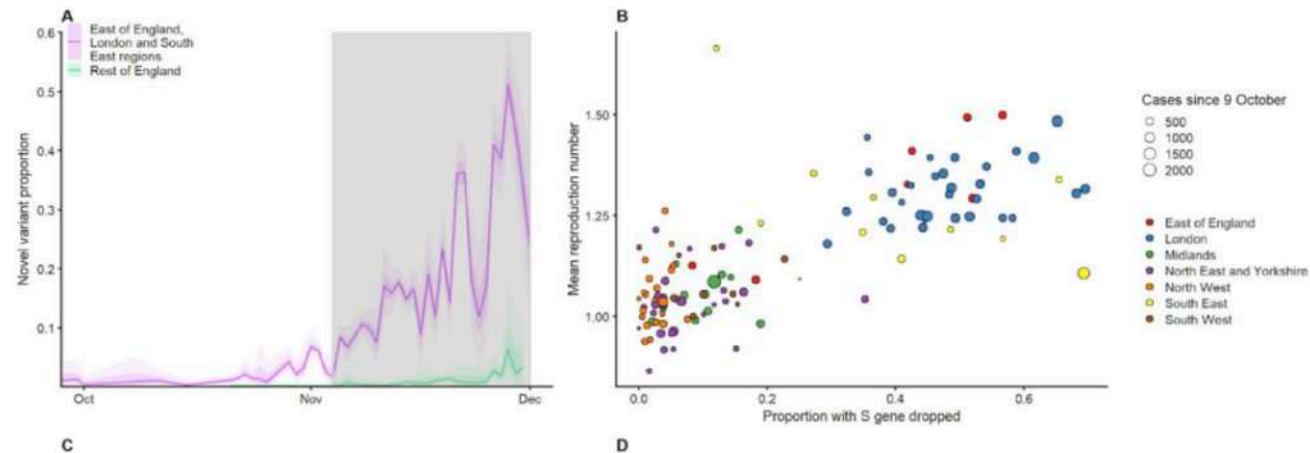 A
East of England,
London and South
East regions
Rest of England
Novel variant proportion
0.6
0.5
0.4
0.3
0.2
0.1
Oct
Nov
Dec
B
Mean reproduction number
1.50
1.25
1.00
0.0
0.2
0.4
0.6
Proportion with S gene dropped
Cases since 9 October
500
1000
1500
2000
East of England
London
Midlands
North East and Yorkshire
North West
South East
South West
C
D